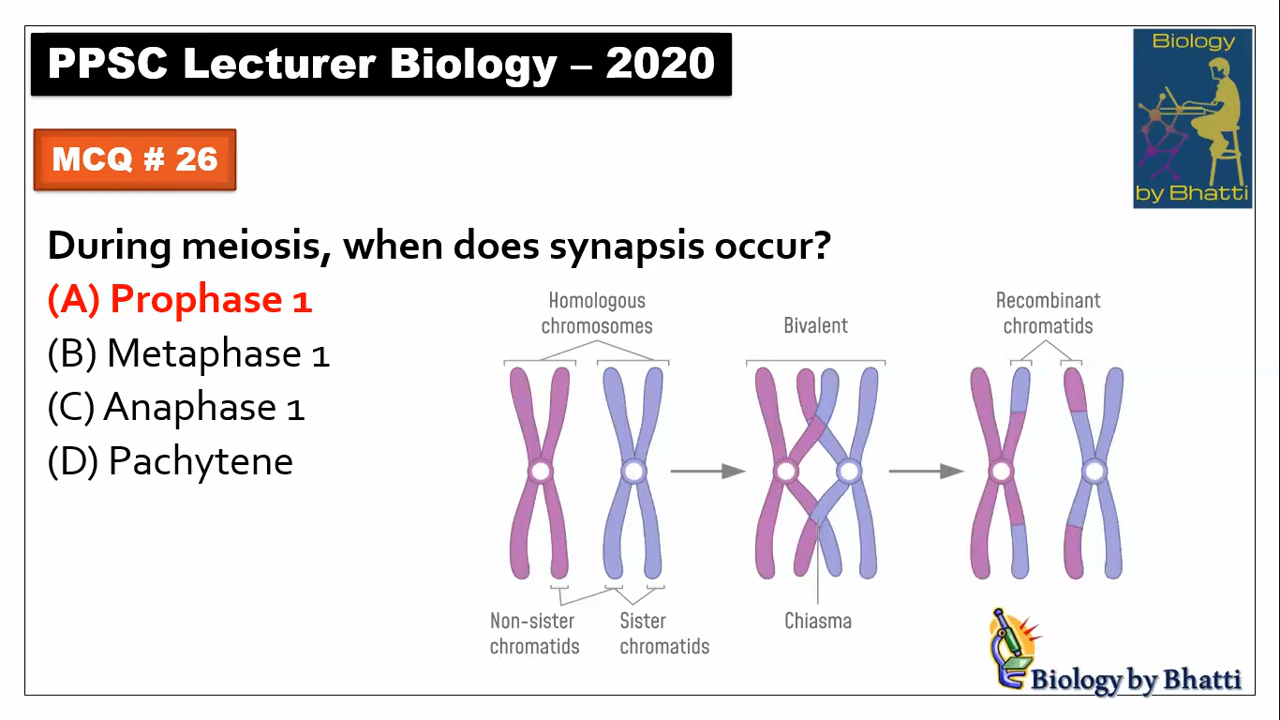 PPSC Lecturer Biology – 2020
Biology
by Bhatti
MCQ # 26
During meiosis, when does synapsis occur?
(A) Prophase 1
(B) Metaphase 1
(C) Anaphase 1
(D) Pachytene
Homologous
chromosomes
Bivalent
Recombinant
chromatids
Non-sister
chromatids
Sister
chromatids
Chiasma
Biology by Bhatti